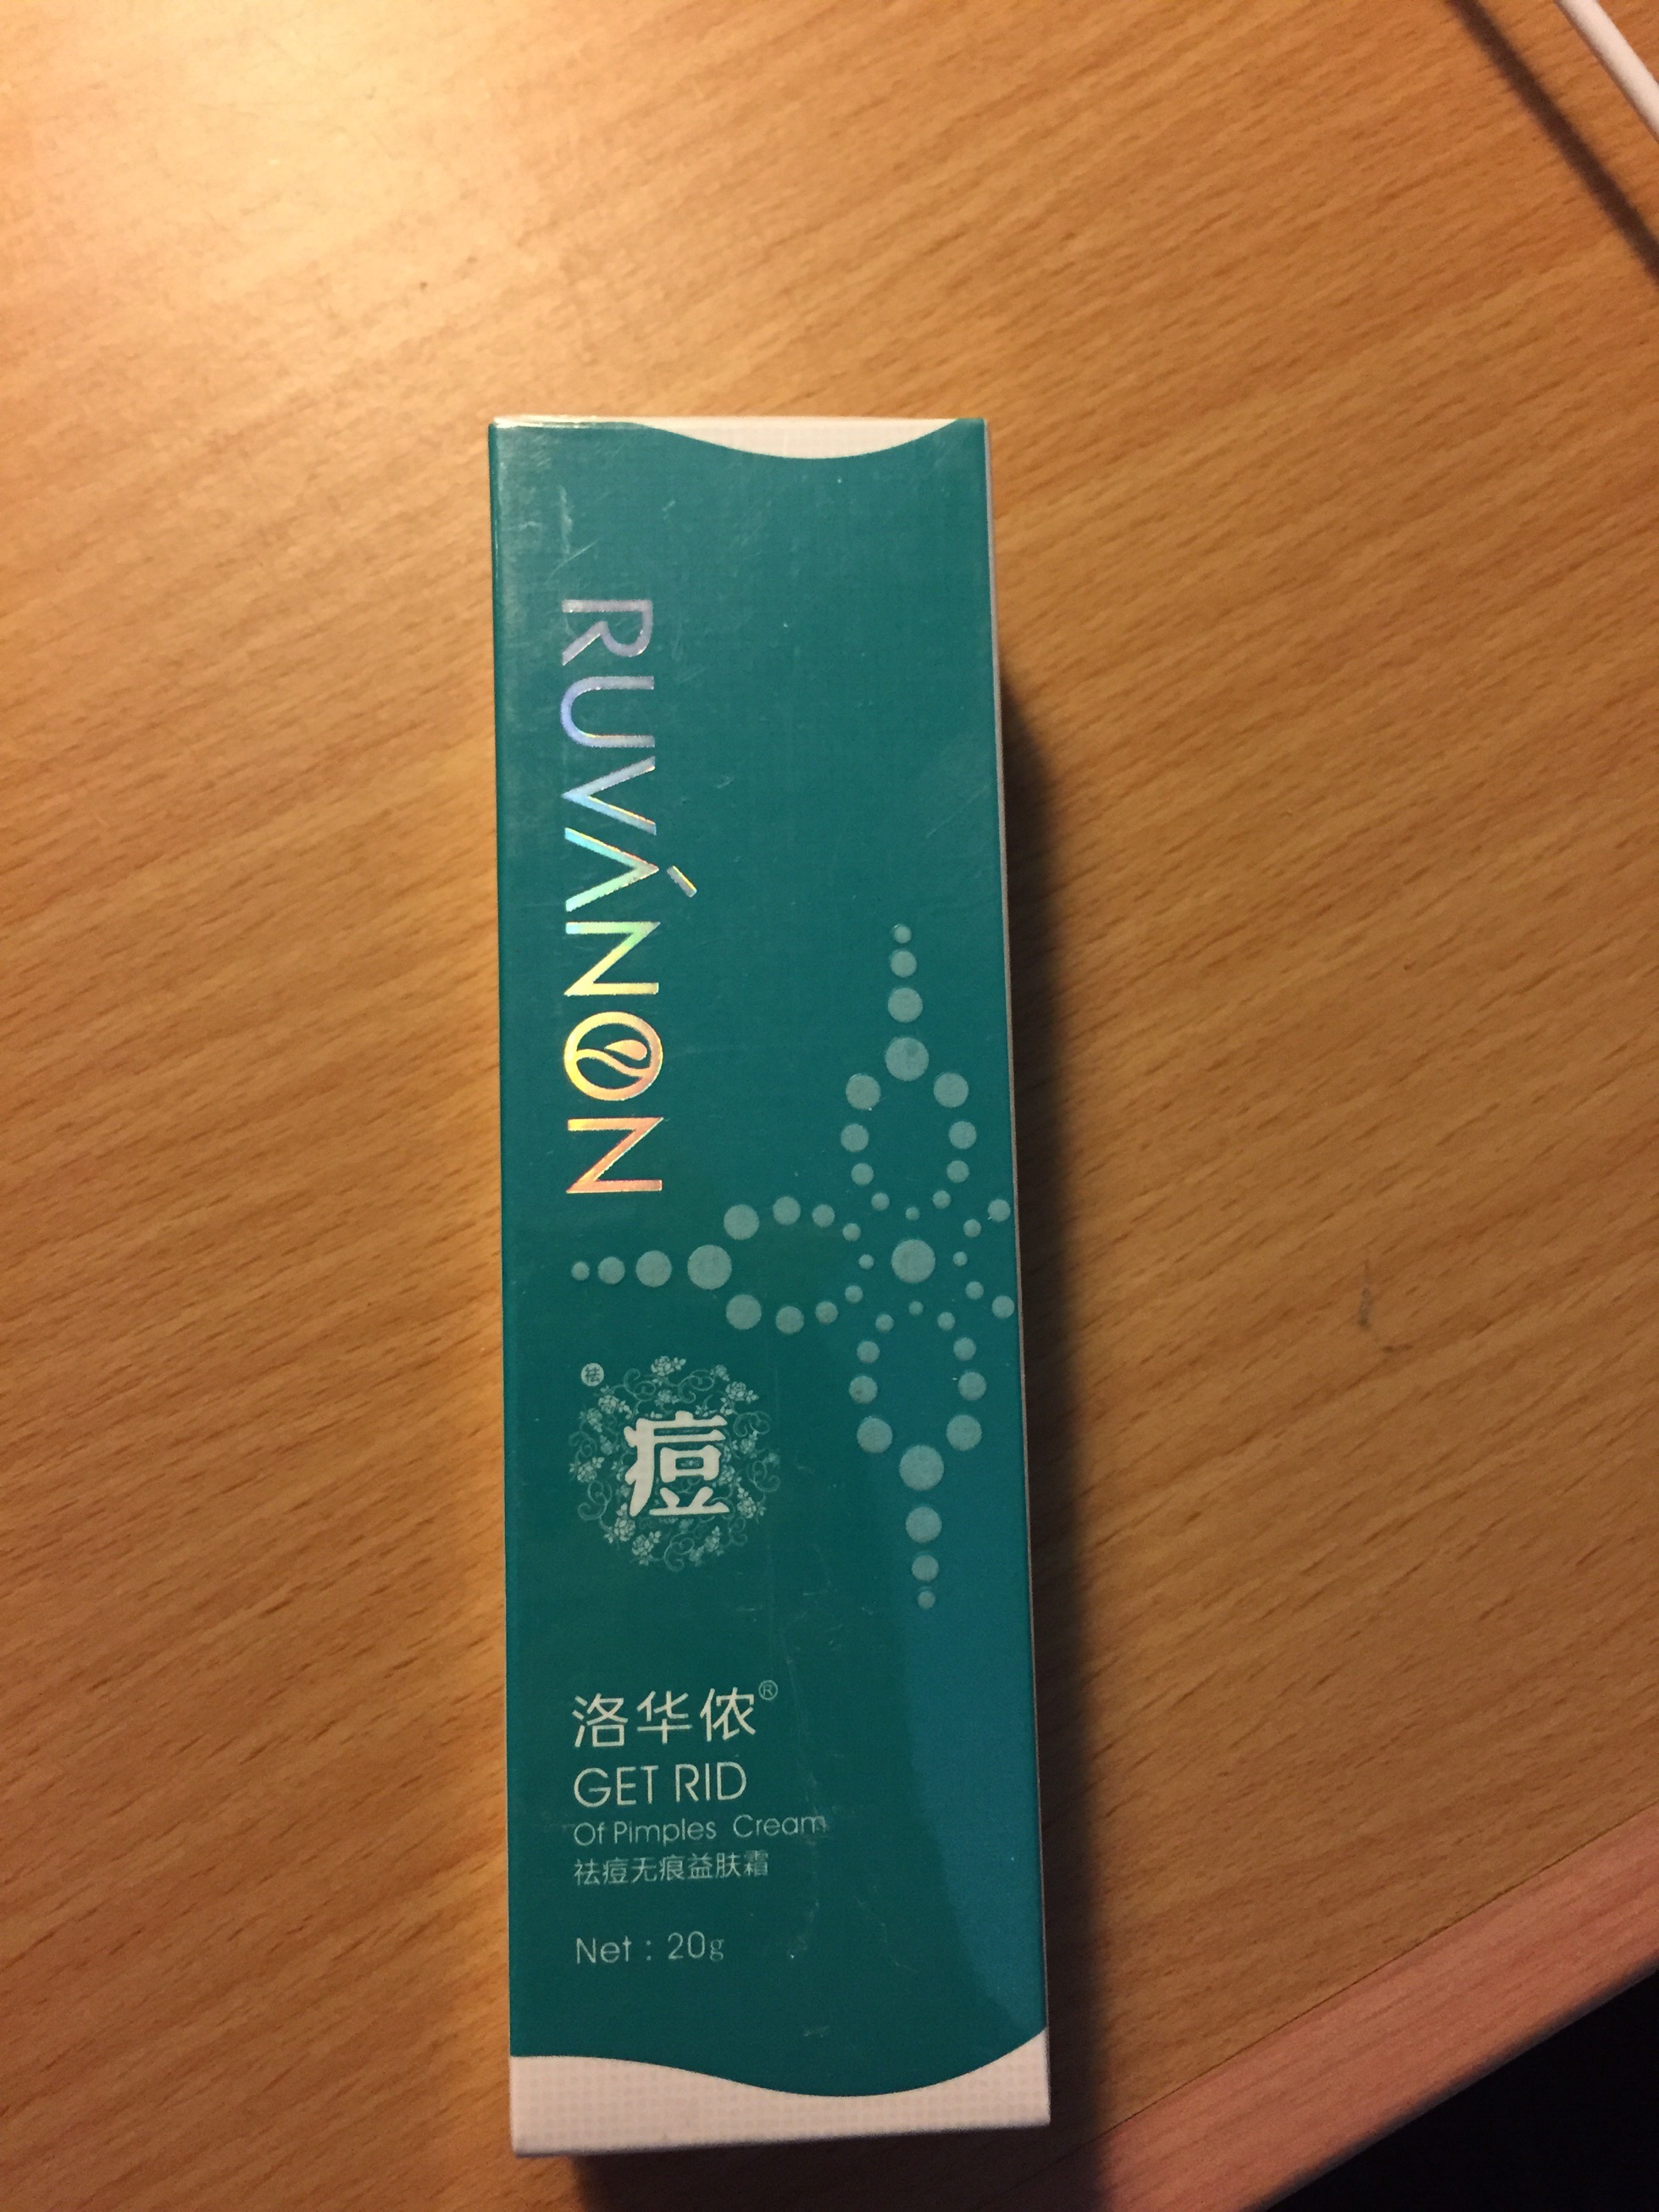 RUVÁNON
祛
痘
洛华侬®
GET RID
Of Pimples Cream
祛痘无痕益肤霜
Net : 20g